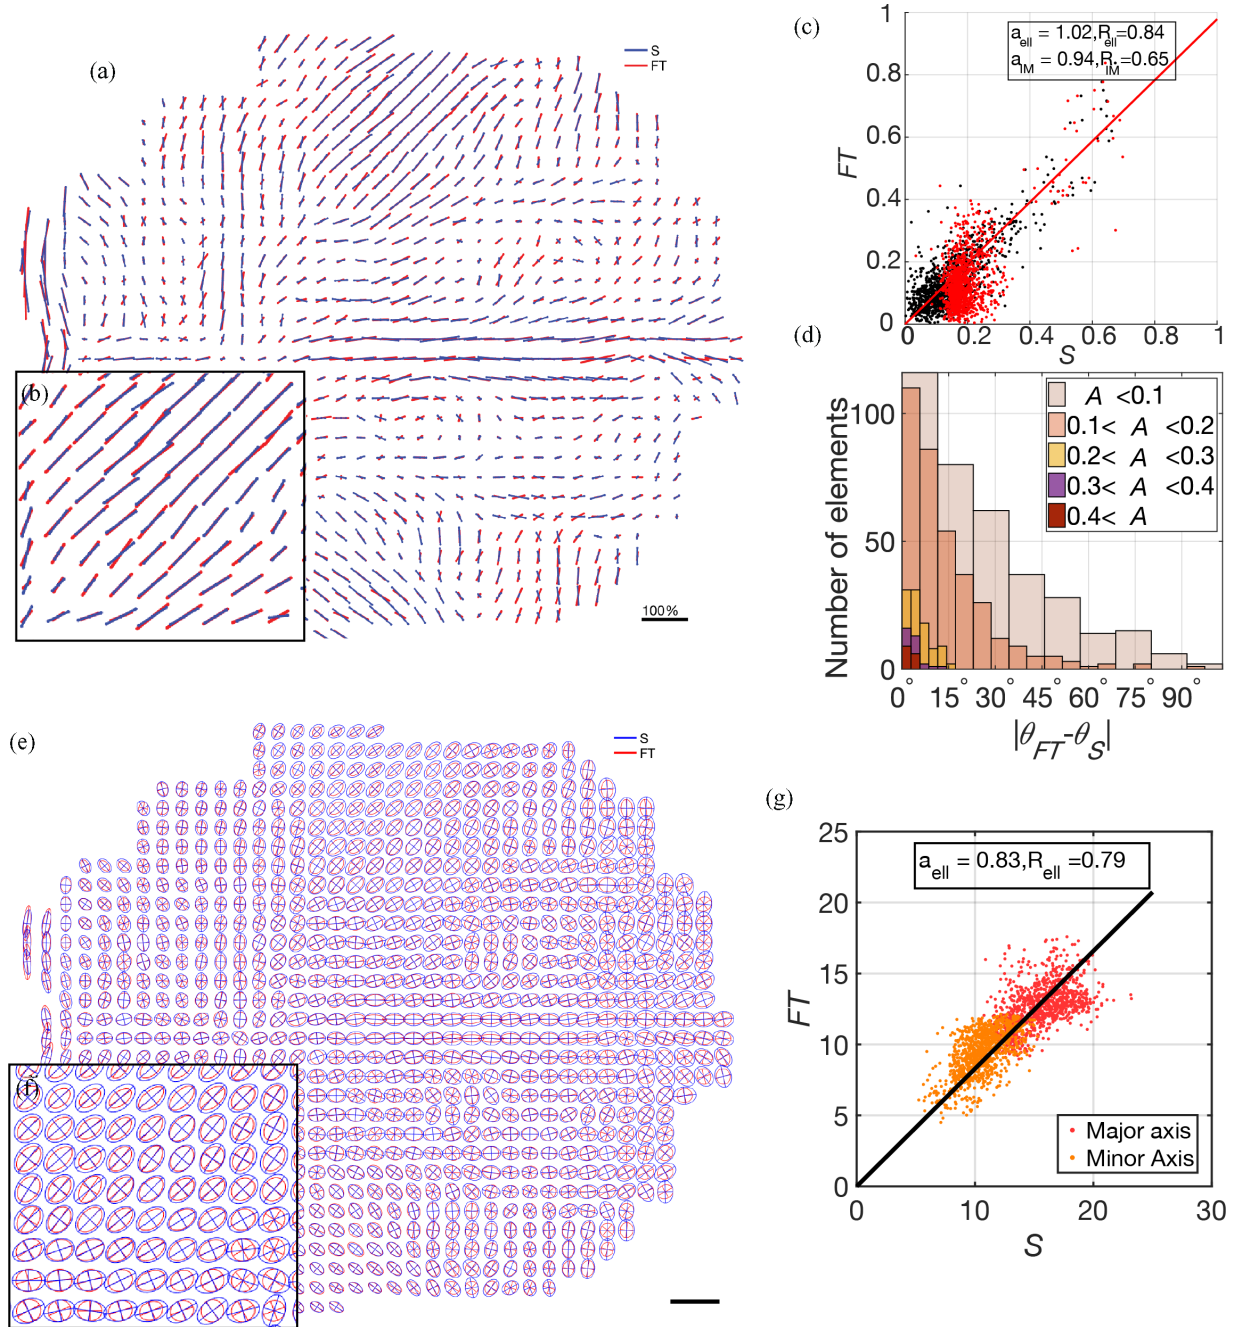 (a)
S
FT
(b)
100%
(c)
1
0.8
0.6
0.4
0.2
0
FT
a_ell = 1.02,R_ell=0.84
a_IM = 0.94,R_IM=0.65
0 0.2 0.4 0.6 0.8 1
S
(d)
100
50
0
Number of elements
A <0.1
0.1< A <0.2
0.2< A <0.3
0.3< A <0.4
0.4< A
0° 15° 30° 45° 60° 75° 90°
|θ_FT-θ_S|
(e)
S
FT
(f)
(g)
25
20
15
10
5
0
FT
a_ell = 0.83,R_ell =0.79
Major axis
Minor Axis
0 10 20 30
S